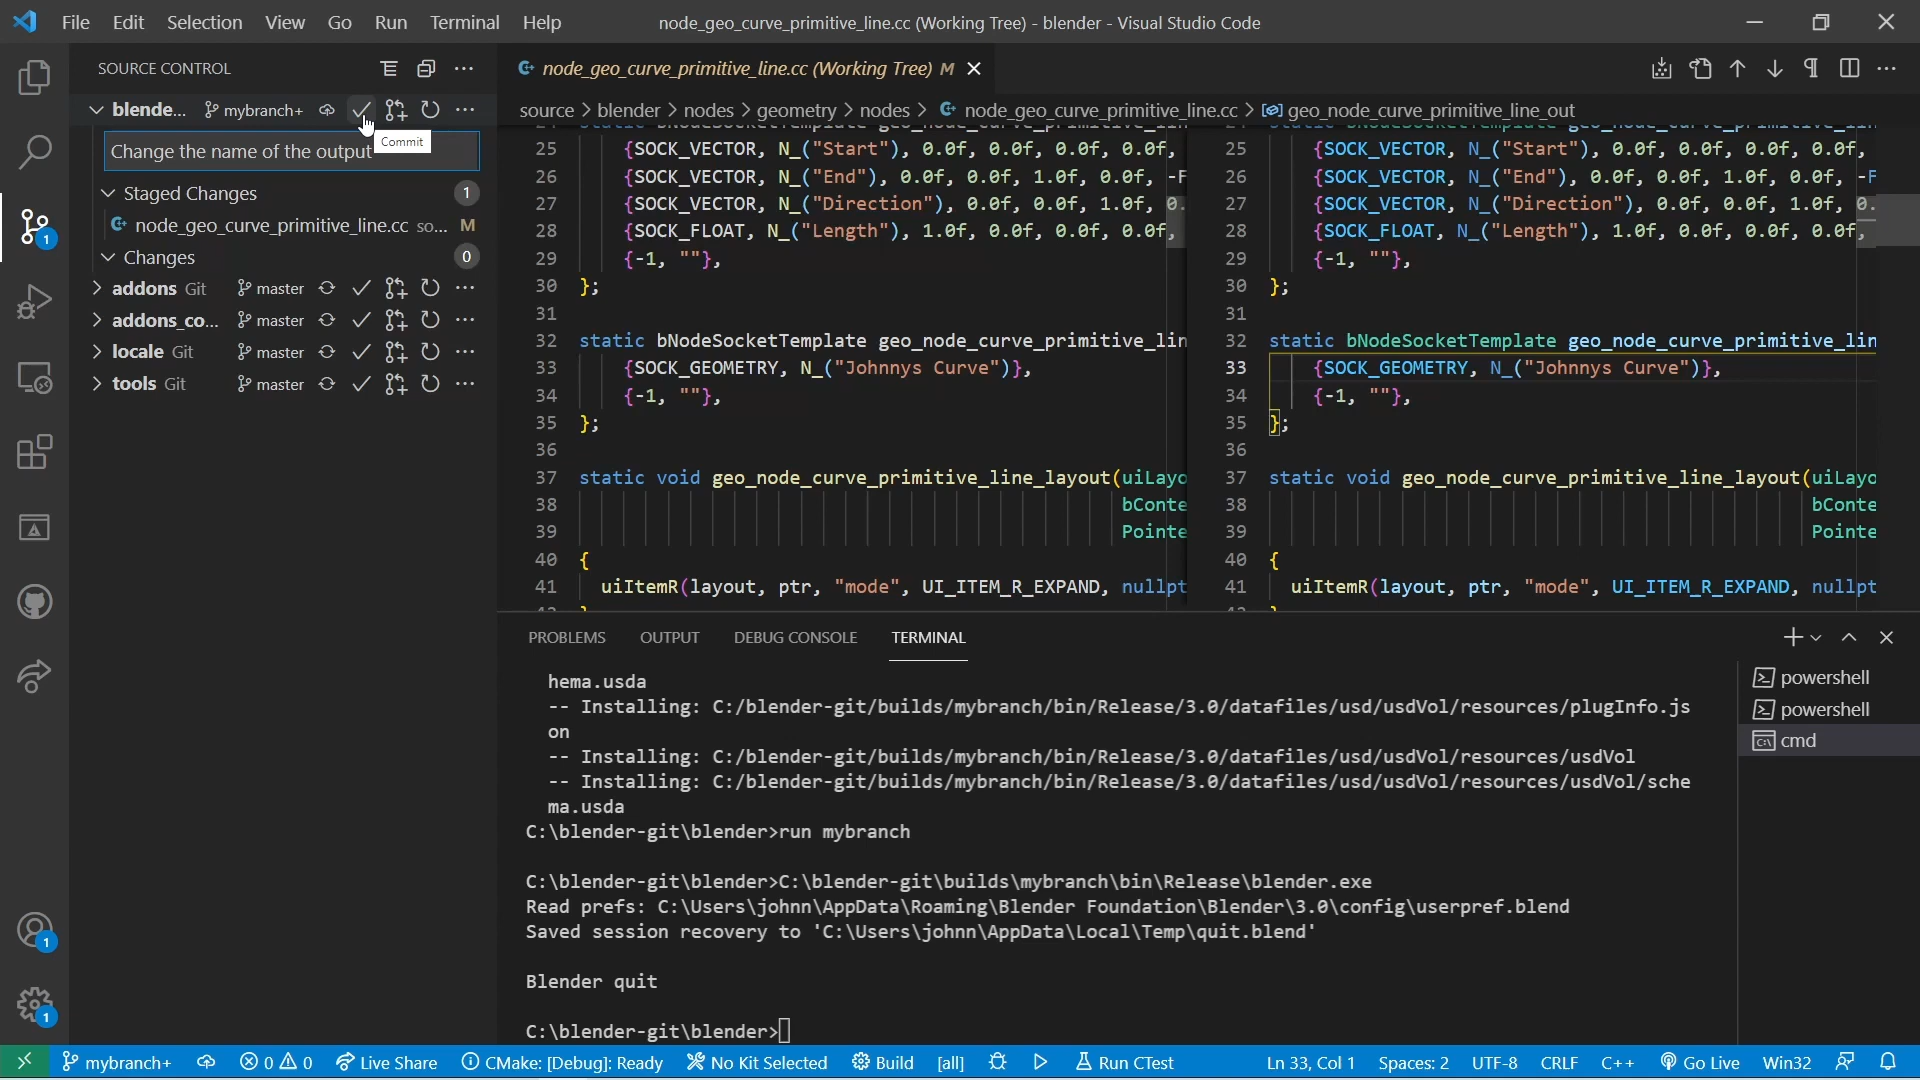 File Edit Selection View Go Run Terminal Help
node_geo_curve_primitive_line.cc (Working Tree) - blender - Visual Studio Code
SOURCE CONTROL
blende... mybranch+
Commit
Change the name of the output
Staged Changes 1
node_geo_curve_primitive_line.cc so... M
Changes 0
addons Git master
addons_co... master
locale Git master
tools Git master
1
1
1
node_geo_curve_primitive_line.cc (Working Tree) M
source > blender > nodes > geometry > nodes > node_geo_curve_primitive_line.cc > geo_node_curve_primitive_line_out
25 {SOCK_VECTOR, N_("Start"), 0.0f, 0.0f, 0.0f, 0.0f,
26 {SOCK_VECTOR, N_("End"), 0.0f, 0.0f, 1.0f, 0.0f, -F
27 {SOCK_VECTOR, N_("Direction"), 0.0f, 0.0f, 1.0f, 0.
28 {SOCK_FLOAT, N_("Length"), 1.0f, 0.0f, 0.0f, 0.0f,
29 {-1, ""},
30 };
31
32 static bNodeSocketTemplate geo_node_curve_primitive_lin
33 {SOCK_GEOMETRY, N_("Johnnys Curve")},
34 {-1, ""},
35 };
36
37 static void geo_node_curve_primitive_line_layout(uiLayo
38 bConte
39 Pointe
40 {
41 uiItemR(layout, ptr, "mode", UI_ITEM_R_EXPAND, nullpt
25 {SOCK_VECTOR, N_("Start"), 0.0f, 0.0f, 0.0f, 0.0f,
26 {SOCK_VECTOR, N_("End"), 0.0f, 0.0f, 1.0f, 0.0f, -F
27 {SOCK_VECTOR, N_("Direction"), 0.0f, 0.0f, 1.0f, 0.
28 {SOCK_FLOAT, N_("Length"), 1.0f, 0.0f, 0.0f, 0.0f,
29 {-1, ""},
30 };
31
32 static bNodeSocketTemplate geo_node_curve_primitive_lin
33 {SOCK_GEOMETRY, N_("Johnnys Curve")},
34 {-1, ""},
35 };
36
37 static void geo_node_curve_primitive_line_layout(uiLayo
38 bConte
39 Pointe
40 {
41 uiItemR(layout, ptr, "mode", UI_ITEM_R_EXPAND, nullpt
PROBLEMS OUTPUT DEBUG CONSOLE TERMINAL
hema.usda
-- Installing: C:/blender-git/builds/mybranch/bin/Release/3.0/datafiles/usd/usdVol/resources/plugInfo.js
on
-- Installing: C:/blender-git/builds/mybranch/bin/Release/3.0/datafiles/usd/usdVol/resources/usdVol
-- Installing: C:/blender-git/builds/mybranch/bin/Release/3.0/datafiles/usd/usdVol/resources/usdVol/sche
ma.usda
C:\blender-git\blender>run mybranch
C:\blender-git\blender>C:\blender-git\builds\mybranch\bin\Release\blender.exe
Read prefs: C:\Users\johnn\AppData\Roaming\Blender Foundation\Blender\3.0\config\userpref.blend
Saved session recovery to 'C:\Users\johnn\AppData\Local\Temp\quit.blend'
Blender quit
C:\blender-git\blender>
powershell
powershell
cmd
mybranch+ 0 0 Live Share CMake: [Debug]: Ready No Kit Selected Build [all] Run CTest Ln 33, Col 1 Spaces: 2 UTF-8 CRLF C++ Go Live Win32